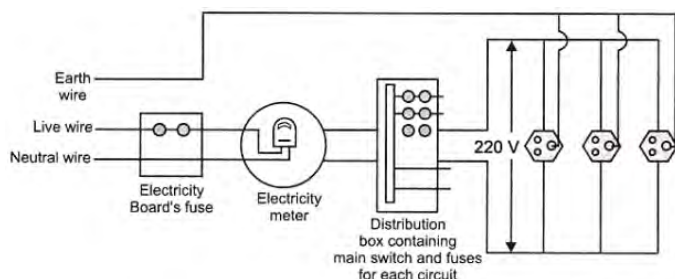 Earth
wire
Live wire
Neutral wire
Electricity
Board's fuse
Electricity
meter
Distribution
box containing
main switch and fuses
for each circuit
220 V